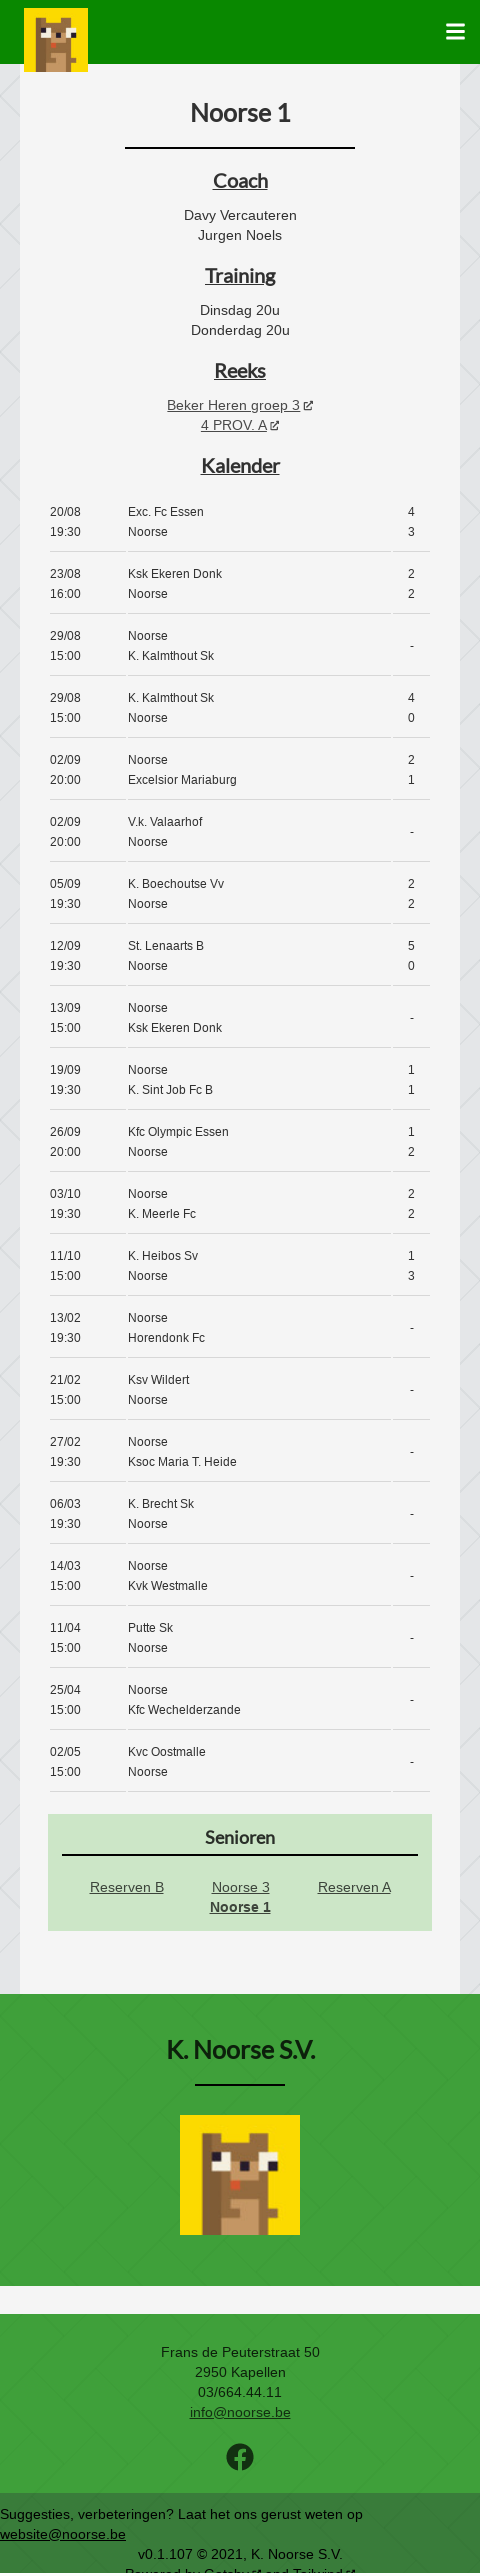 Noorse 1
Coach
Davy Vercauteren
Jurgen Noels
Training
Dinsdag 20u
Donderdag 20u
Reeks
Beker Heren groep 3
4 PROV. A
Kalender
20/08 Exc. Fc Essen 4
19:30 Noorse 3
23/08 Ksk Ekeren Donk 2
16:00 Noorse 2
29/08 Noorse
-
15:00 K. Kalmthout Sk
29/08 K. Kalmthout Sk 4
15:00 Noorse 0
02/09 Noorse 2
20:00 Excelsior Mariaburg 1
02/09 V.k. Valaarhof
-
20:00 Noorse
05/09 K. Boechoutse Vv 2
19:30 Noorse 2
12/09 St. Lenaarts B 5
19:30 Noorse 0
13/09 Noorse
-
15:00 Ksk Ekeren Donk
19/09 Noorse 1
19:30 K. Sint Job Fc B 1
26/09 Kfc Olympic Essen 1
20:00 Noorse 2
03/10 Noorse 2
19:30 K. Meerle Fc 2
11/10 K. Heibos Sv 1
15:00 Noorse 3
13/02 Noorse
-
19:30 Horendonk Fc
21/02 Ksv Wildert
-
15:00 Noorse
27/02 Noorse
-
19:30 Ksoc Maria T. Heide
06/03 K. Brecht Sk
-
19:30 Noorse
14/03 Noorse
-
15:00 Kvk Westmalle
11/04 Putte Sk
-
15:00 Noorse
25/04 Noorse
-
15:00 Kfc Wechelderzande
02/05 Kvc Oostmalle
-
15:00 Noorse
Senioren
Reserven B Noorse 3 Reserven A
Noorse 1
K. Noorse S.V.
Frans de Peuterstraat 50
2950 Kapellen
03/664.44.11
info@noorse.be
Suggesties, verbeteringen? Laat het ons gerust weten op
website@noorse.be
v0.1.107 © 2021, K. Noorse S.V.
Powered by Gatsby and Tailwind